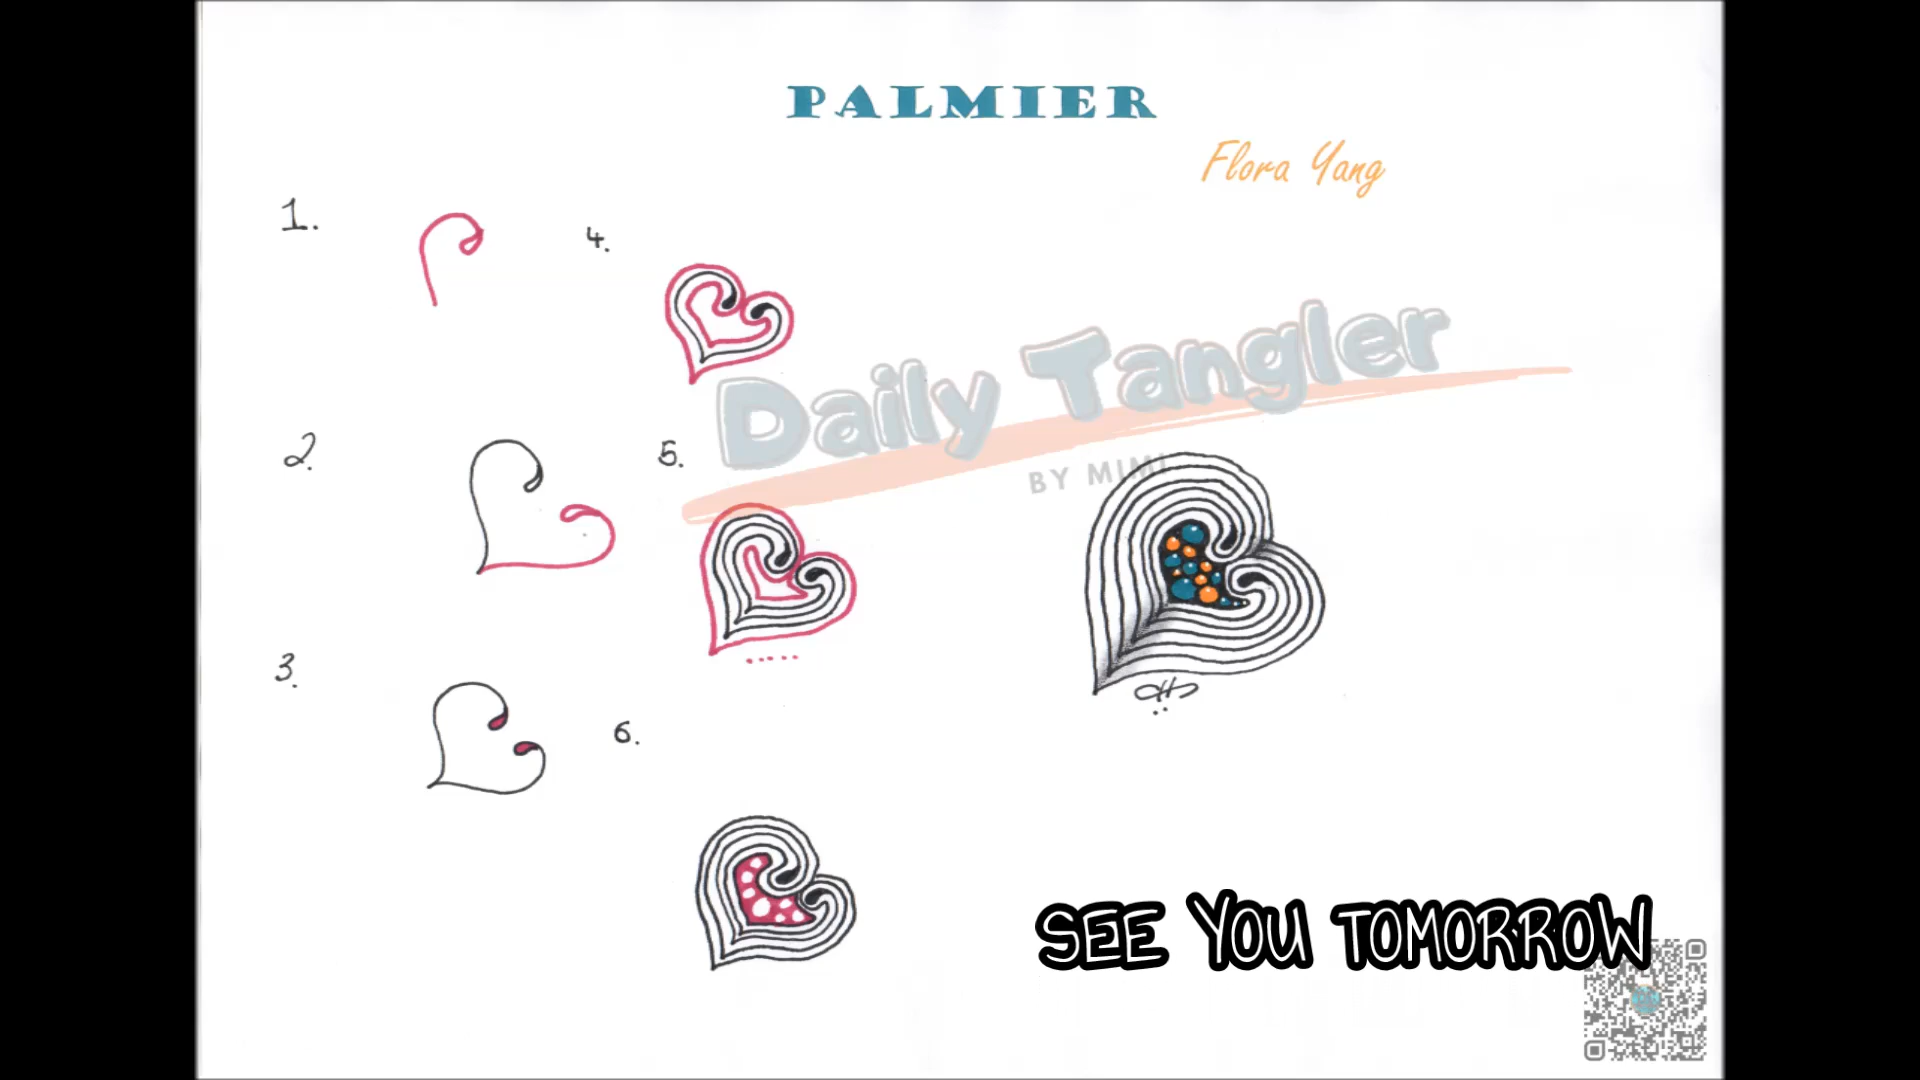 PALMIER
Flora Yang
1.
4.
Daily Tangler
BY MIMI
2.
5.
3.
6.
SEE YOU TOMORROW